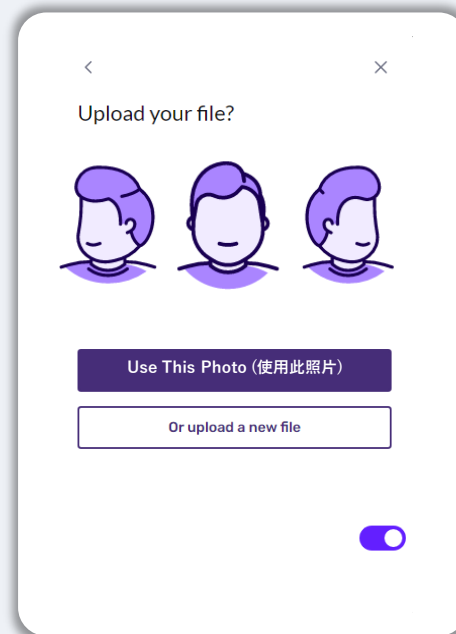 Upload your file?
Use This Photo (使用此照片)
Or upload a new file